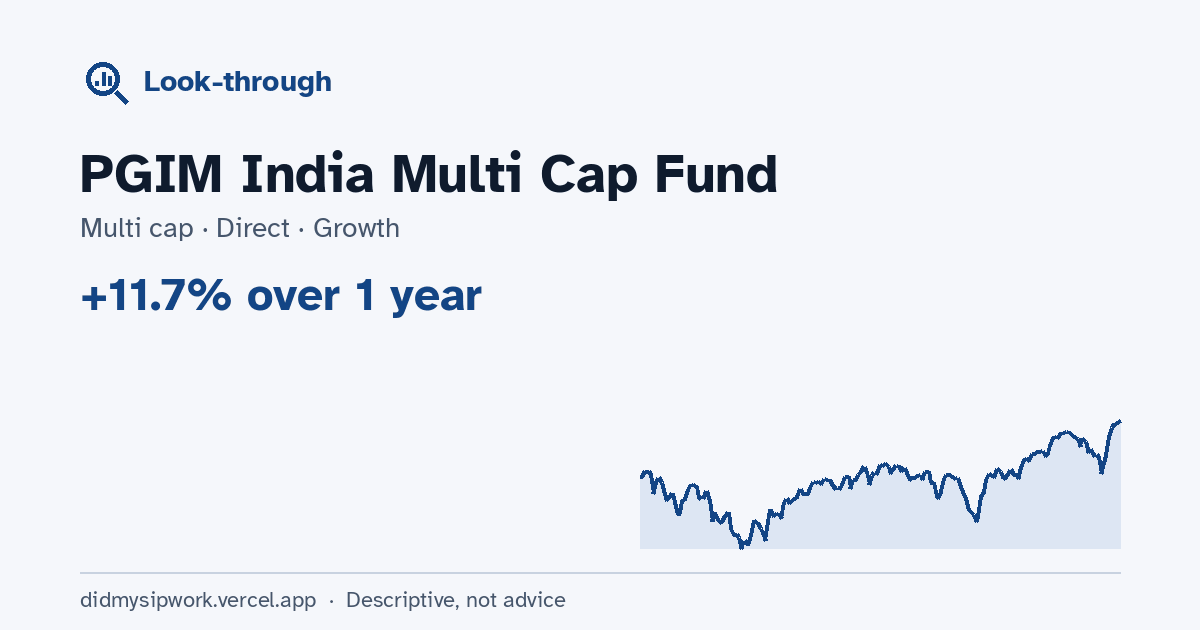 Look-through
PGIM India Multi Cap Fund
Multi cap · Direct · Growth
+11.7% over 1 year
didmysipwork.vercel.app · Descriptive, not advice